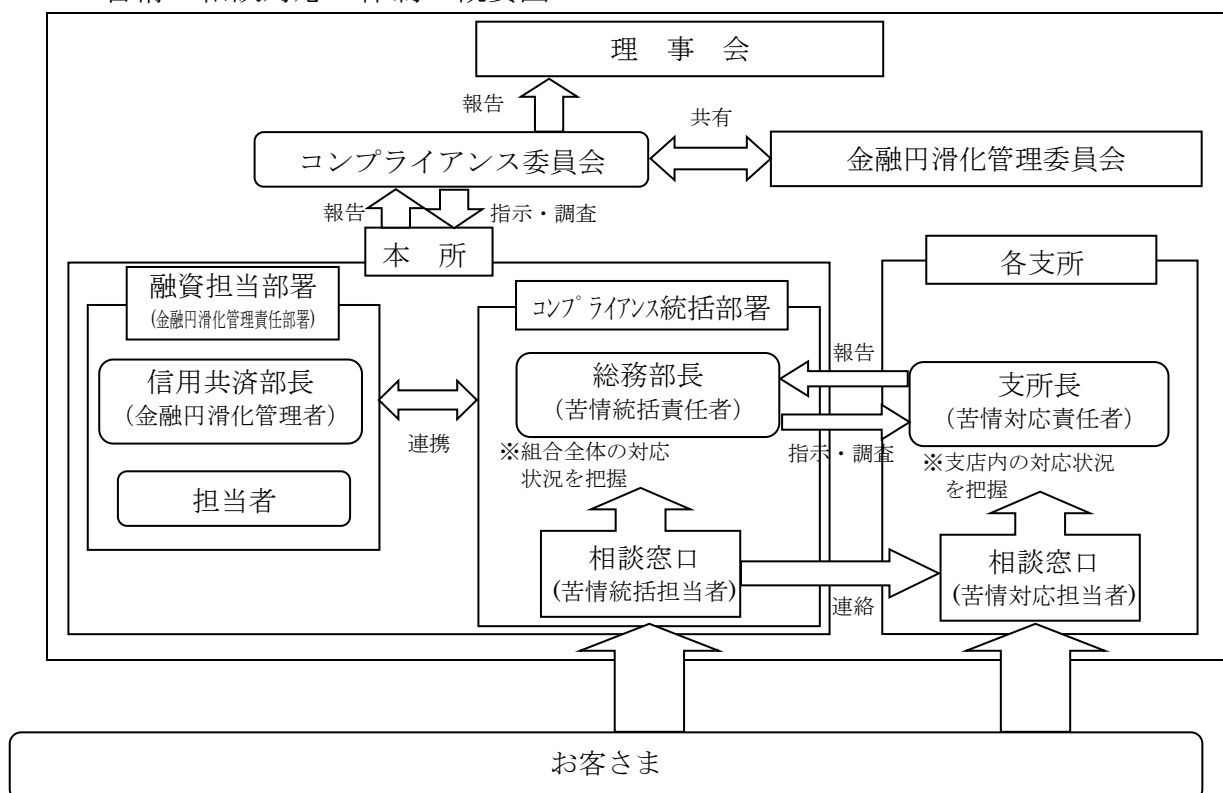 理 事 会
報告
共有
コンプライアンス委員会
金融円滑化管理委員会
報告
指示・調査
本 所
各支所
融資担当部署
(金融円滑化管理責任部署)
コンプライアンス統括部署
信用共済部長
(金融円滑化管理者)
連携
総務部長
(苦情統括責任者)
報告
指示・調査
支所長
(苦情対応責任者)
※組合全体の対応
状況を把握
※支店内の対応状況
を把握
担当者
相談窓口
(苦情統括担当者)
連絡
相談窓口
(苦情対応担当者)
お客さま